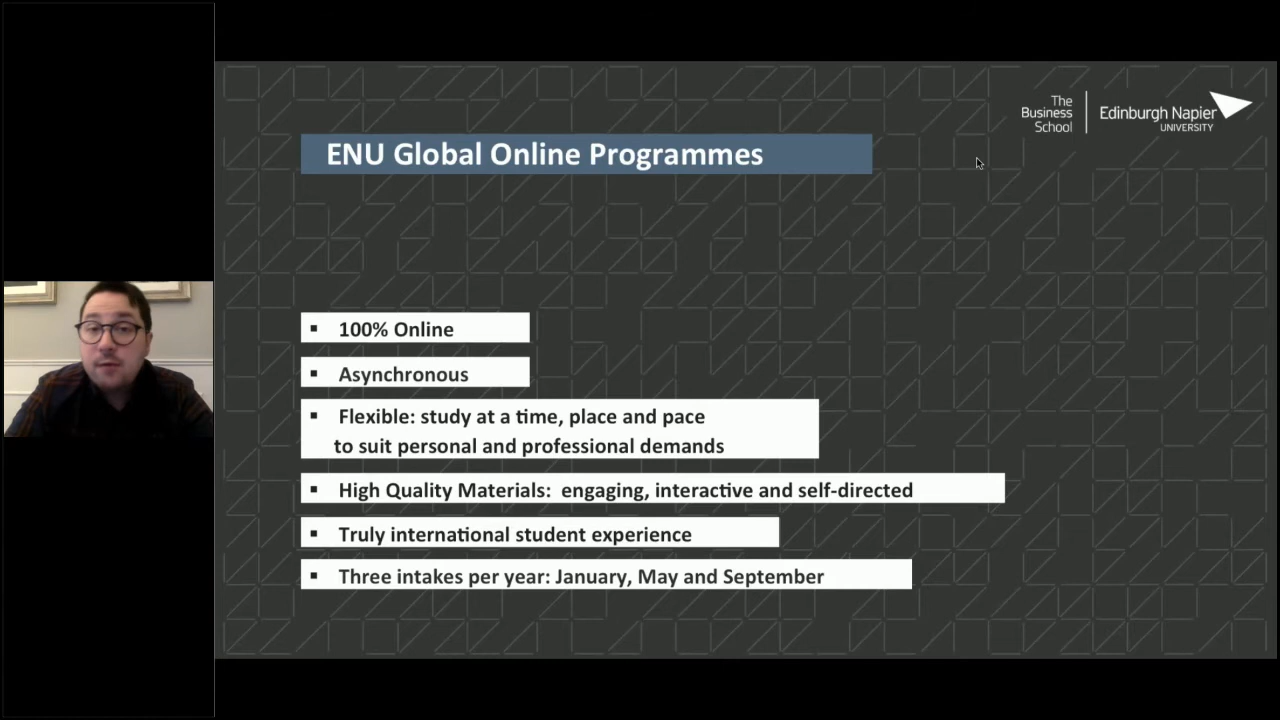 The
Business
School
Edinburgh Napier
UNIVERSITY
ENU Global Online Programmes
▪ 100% Online
▪ Asynchronous
▪ Flexible: study at a time, place and pace
to suit personal and professional demands
▪ High Quality Materials: engaging, interactive and self-directed
▪ Truly international student experience
▪ Three intakes per year: January, May and September